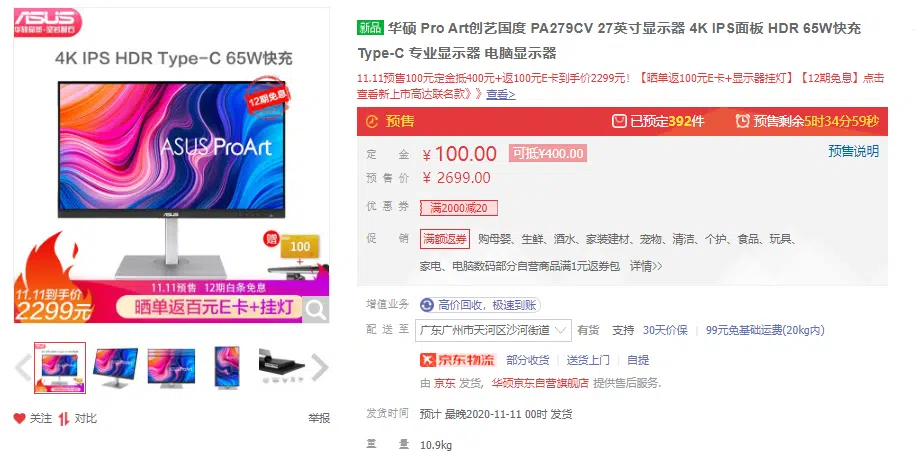 ASUS
华硕品质·坚若磐石
4K IPS HDR Type-C 65W快充
12期免息
ASUS ProArt
ASUS
赠
100
+
11.11到手价
2299元
11.11预售 12期白条免息
晒单返百元E卡+挂灯
关注
对比
举报
新品 华硕 Pro Art创艺国度 PA279CV 27英寸显示器 4K IPS面板 HDR 65W快充
Type-C 专业显示器 电脑显示器
11.11预售100元定金抵400元+返100元E卡到手价2299元！【晒单返100元E卡+显示器挂灯】【12期免息】点击
查看新上市高达联名款》》查看>
预售
已预定392件
预售剩余5时34分59秒
定 金 ￥100.00 可抵¥400.00
预售说明
预 售 价 ￥ 2699.00
优 惠 券 满2000减20
促 销 满额返券 购母婴、生鲜、酒水、家装建材、宠物、清洁、个护、食品、玩具、
家电、电脑数码部分自营商品满1元返券包 详情>>
增值业务 高价回收，极速到账
配 送 至 广东广州市天河区沙河街道 有货 支持 30天价保 99元免基础运费(20kg内)
京东物流 部分收货 送货上门 自提
由 京东 发货，华硕京东自营旗舰店 提供售后服务.
发货时间 预计 最晚2020-11-11 00时 发货
重 量 10.9kg